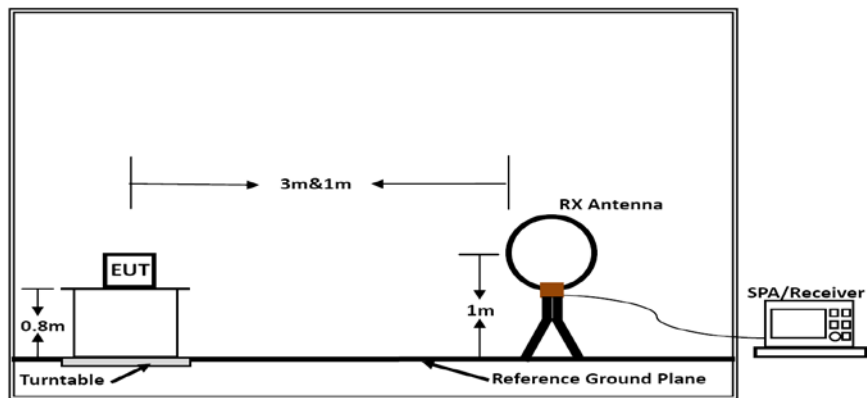 3m&1m
RX Antenna
EUT
SPA/Receiver
1m
0.8m
Turntable
Reference Ground Plane